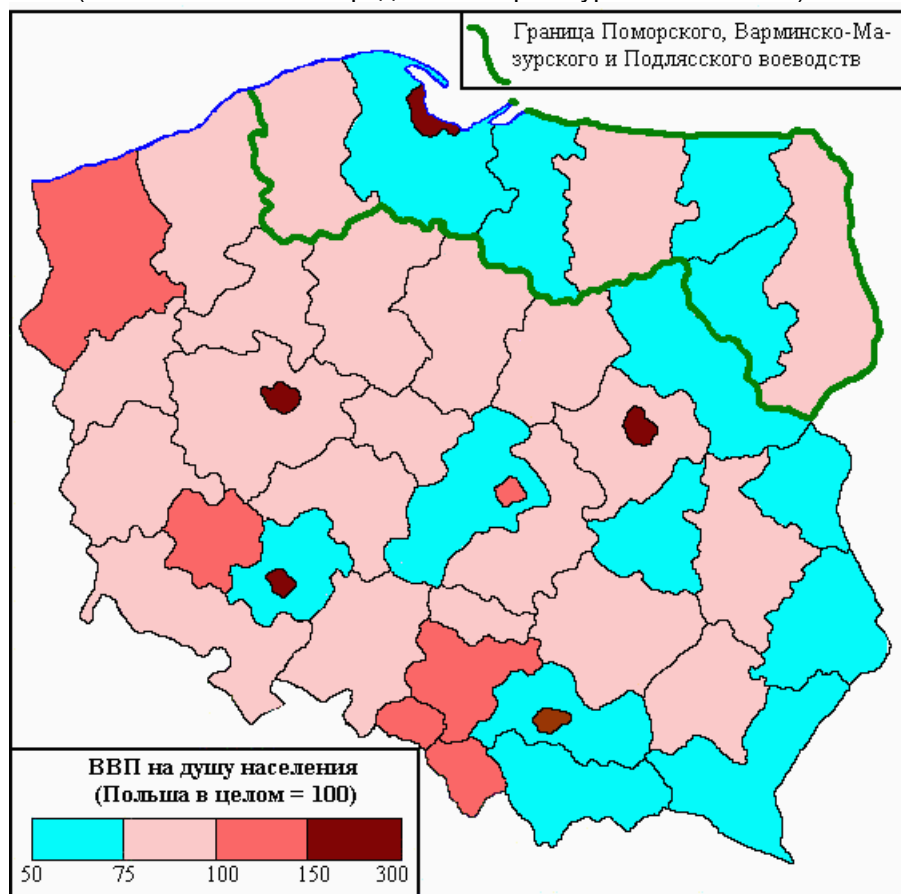 Граница Поморского, Варминско-Ма-
зурского и Подлясского воеводств
ВВП на душу населения
(Польша в целом = 100)
50 75 100 150 300